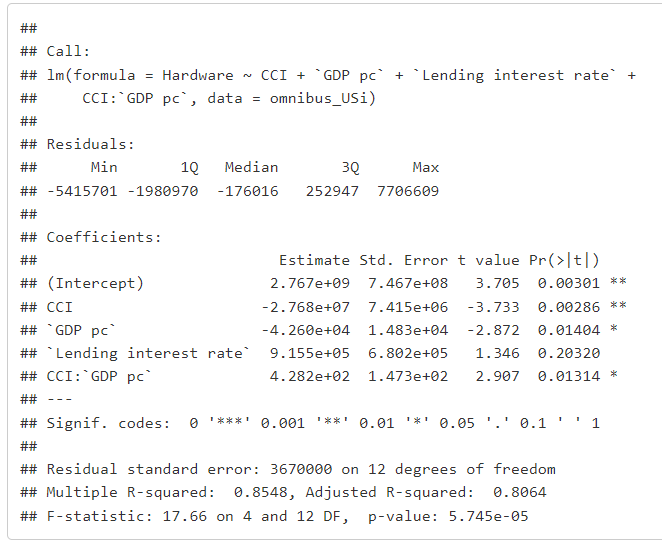 ##
## Call:
## lm(formula = Hardware ~ CCI + `GDP pc` + `Lending interest rate` +
##     CCI:`GDP pc`, data = omnibus_USi)
##
## Residuals:
##      Min       1Q   Median       3Q      Max
## -5415701 -1980970  -176016   252947  7706609
##
## Coefficients:
##                           Estimate Std. Error t value Pr(>|t|)
## (Intercept)              2.767e+09  7.467e+08   3.705  0.00301 **
## CCI                     -2.768e+07  7.415e+06  -3.733  0.00286 **
## `GDP pc`                -4.260e+04  1.483e+04  -2.872  0.01404 *
## `Lending interest rate`  9.155e+05  6.802e+05   1.346  0.20320
## CCI:`GDP pc`             4.282e+02  1.473e+02   2.907  0.01314 *
## ---
## Signif. codes:  0 '***' 0.001 '**' 0.01 '*' 0.05 '.' 0.1 ' ' 1
##
## Residual standard error: 3670000 on 12 degrees of freedom
## Multiple R-squared:  0.8548, Adjusted R-squared:  0.8064
## F-statistic: 17.66 on 4 and 12 DF,  p-value: 5.745e-05